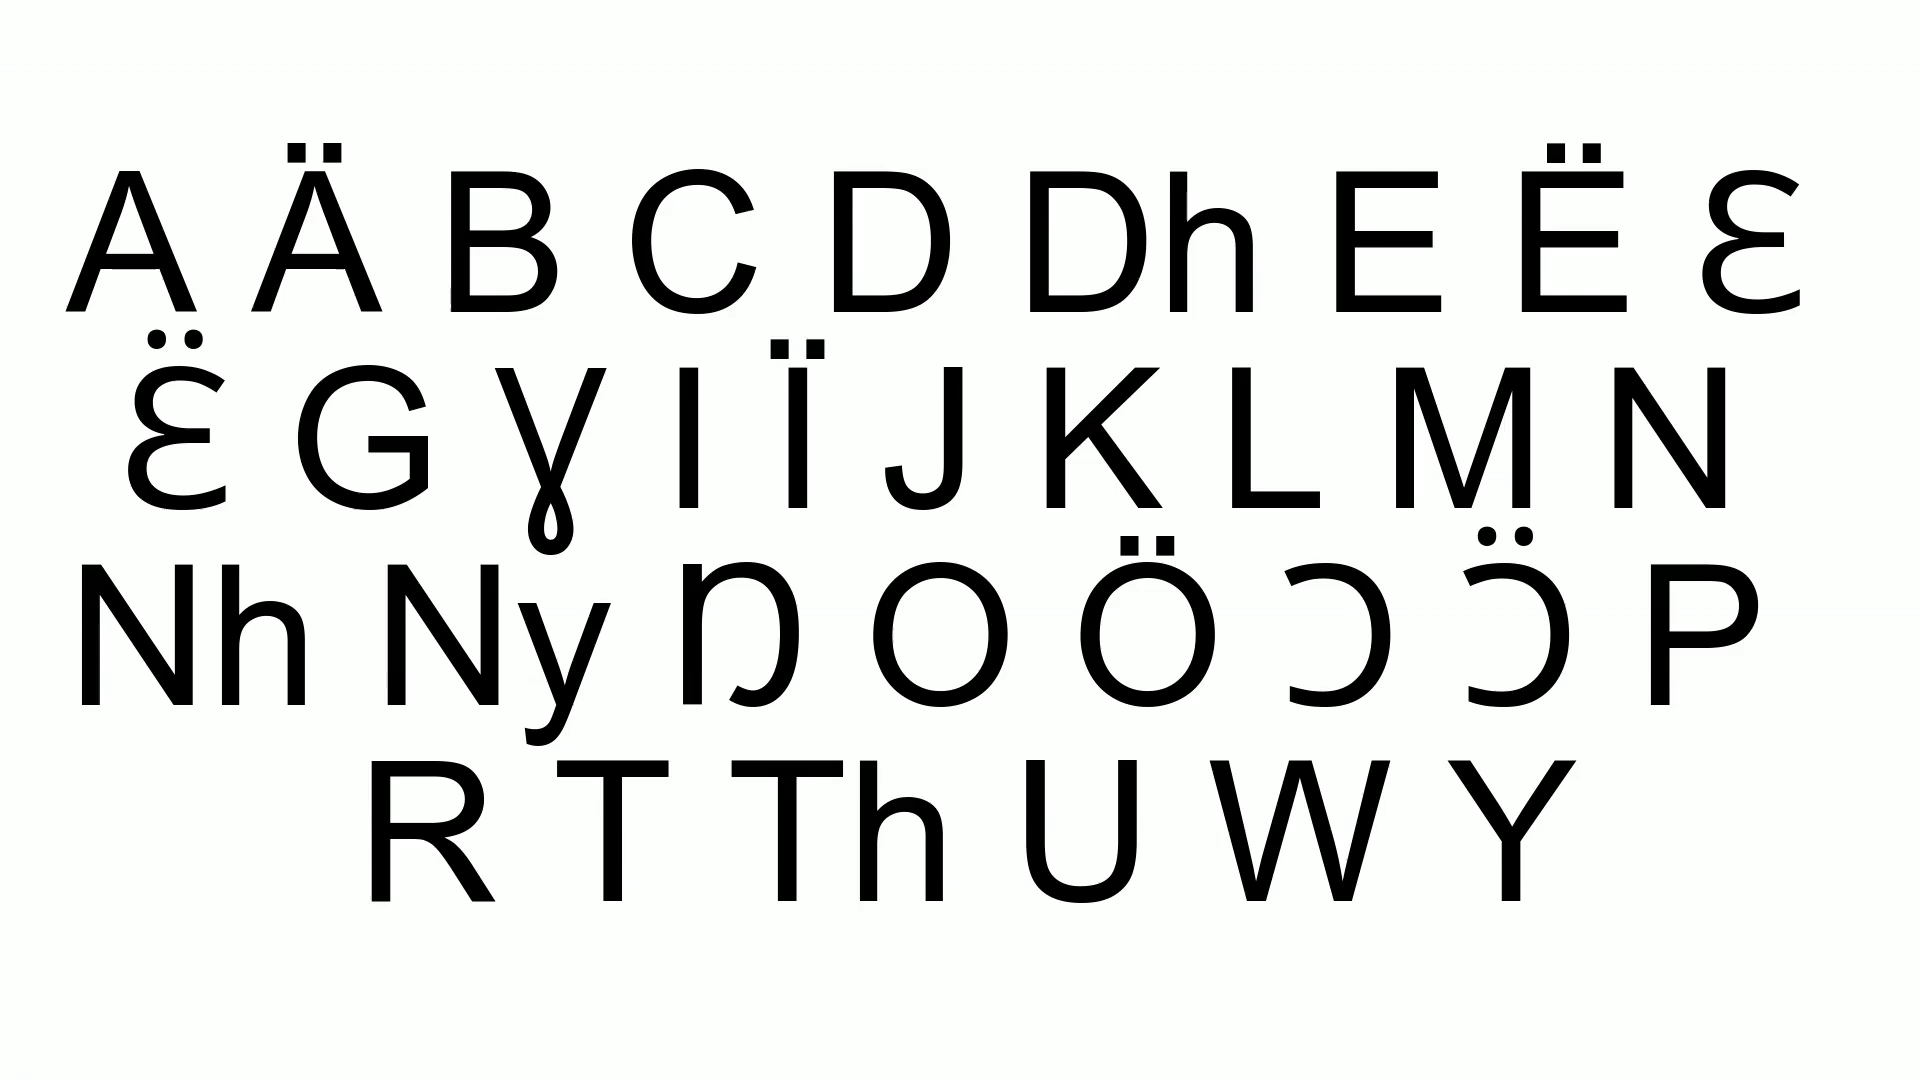 A Ä B C D Dh E Ë Ɛ
Ɛ̈ G Ɣ I Ï J K L M N
Nh Ny Ŋ O Ö Ɔ Ɔ̈ P
R T Th U W Y